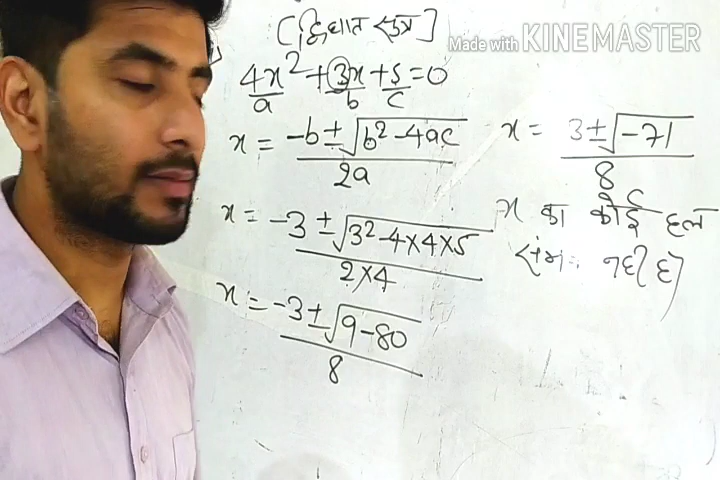 [द्विघात सूत्र]
Made with KINEMASTER
4x² + 3x + 5 = 0
a b c
x = -b ± √b² - 4ac / 2a
x = -3 ± √3² - 4×4×5 / 2×4
x = -3 ± √9 - 80 / 8
x = 3 ± √-71 / 8
x का कोई हल
नही है